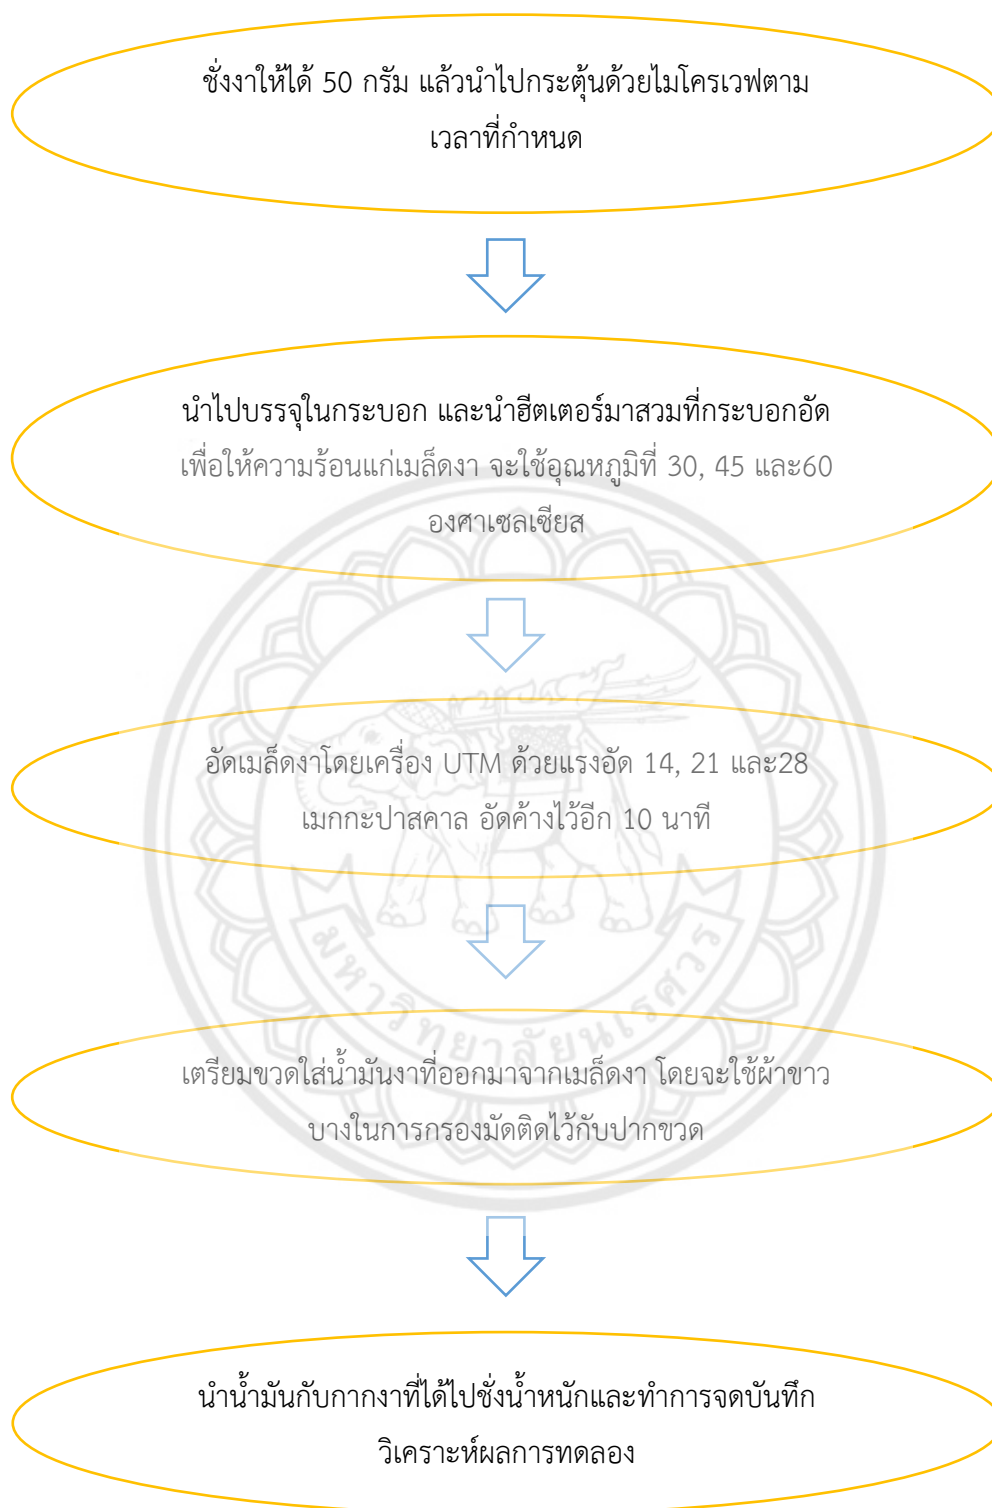 ชั่งงาให้ได้ 50 กรัม แล้วนำไปกระตุ้นด้วยไมโครเวฟตาม
เวลาที่กำหนด
นำไปบรรจุในกระบอก และนำฮีตเตอร์มาสวมที่กระบอกอัด
เพื่อให้ความร้อนแก่เมล็ดงา จะใช้อุณหภูมิที่ 30, 45 และ60
องศาเซลเซียส
อัดเมล็ดงาโดยเครื่อง UTM ด้วยแรงอัด 14, 21 และ28
เมกกะปาสคาล อัดค้างไว้อีก 10 นาที
มหาวิทยาลัยนเรศวร
เตรียมขวดใส่น้ำมันงาที่ออกมาจากเมล็ดงา โดยจะใช้ผ้าขาว
บางในการกรองมัดติดไว้กับปากขวด
นำน้ำมันกับกากงาที่ได้ไปชั่งน้ำหนักและทำการจดบันทึก
วิเคราะห์ผลการทดลอง